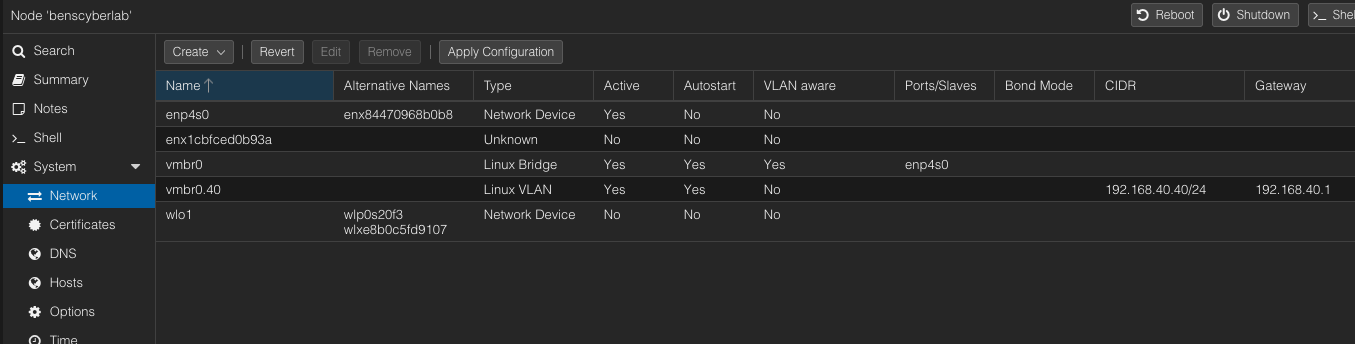 Node 'benscyberlab'
Reboot Shutdown
Search
Summary
Notes
Shell
System
Network
Certificates
DNS
Hosts
Options
Time
Create Revert Edit Remove Apply Configuration
Name Alternative Names Type Active Autostart VLAN aware Ports/Slaves Bond Mode CIDR Gateway
enp4s0 enx84470968b0b8 Network Device Yes No No
enx1cbfced0b93a Unknown No No No
vmbr0 Linux Bridge Yes Yes Yes enp4s0
vmbr0.40 Linux VLAN Yes Yes No 192.168.40.40/24 192.168.40.1
wlo1 wlp0s20f3 Network Device No No No
wlxe8b0c5fd9107